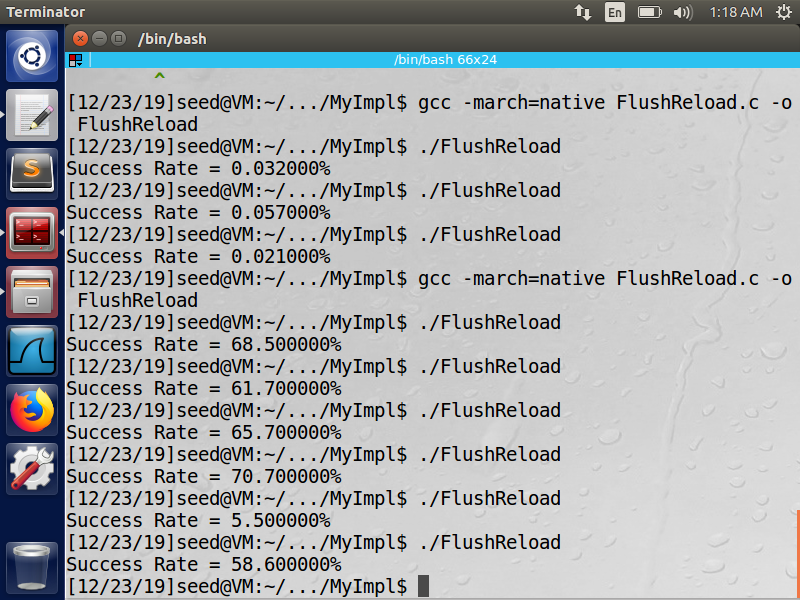 Terminator
En
1:18 AM
/bin/bash
/bin/bash 66x24
^
[12/23/19]seed@VM:~/.../MyImpl$ gcc -march=native FlushReload.c -o
FlushReload
[12/23/19]seed@VM:~/.../MyImpl$ ./FlushReload
Success Rate = 0.032000%
[12/23/19]seed@VM:~/.../MyImpl$ ./FlushReload
Success Rate = 0.057000%
[12/23/19]seed@VM:~/.../MyImpl$ ./FlushReload
Success Rate = 0.021000%
[12/23/19]seed@VM:~/.../MyImpl$ gcc -march=native FlushReload.c -o
FlushReload
[12/23/19]seed@VM:~/.../MyImpl$ ./FlushReload
Success Rate = 68.500000%
[12/23/19]seed@VM:~/.../MyImpl$ ./FlushReload
Success Rate = 61.700000%
[12/23/19]seed@VM:~/.../MyImpl$ ./FlushReload
Success Rate = 65.700000%
[12/23/19]seed@VM:~/.../MyImpl$ ./FlushReload
Success Rate = 70.700000%
[12/23/19]seed@VM:~/.../MyImpl$ ./FlushReload
Success Rate = 5.500000%
[12/23/19]seed@VM:~/.../MyImpl$ ./FlushReload
Success Rate = 58.600000%
[12/23/19]seed@VM:~/.../MyImpl$